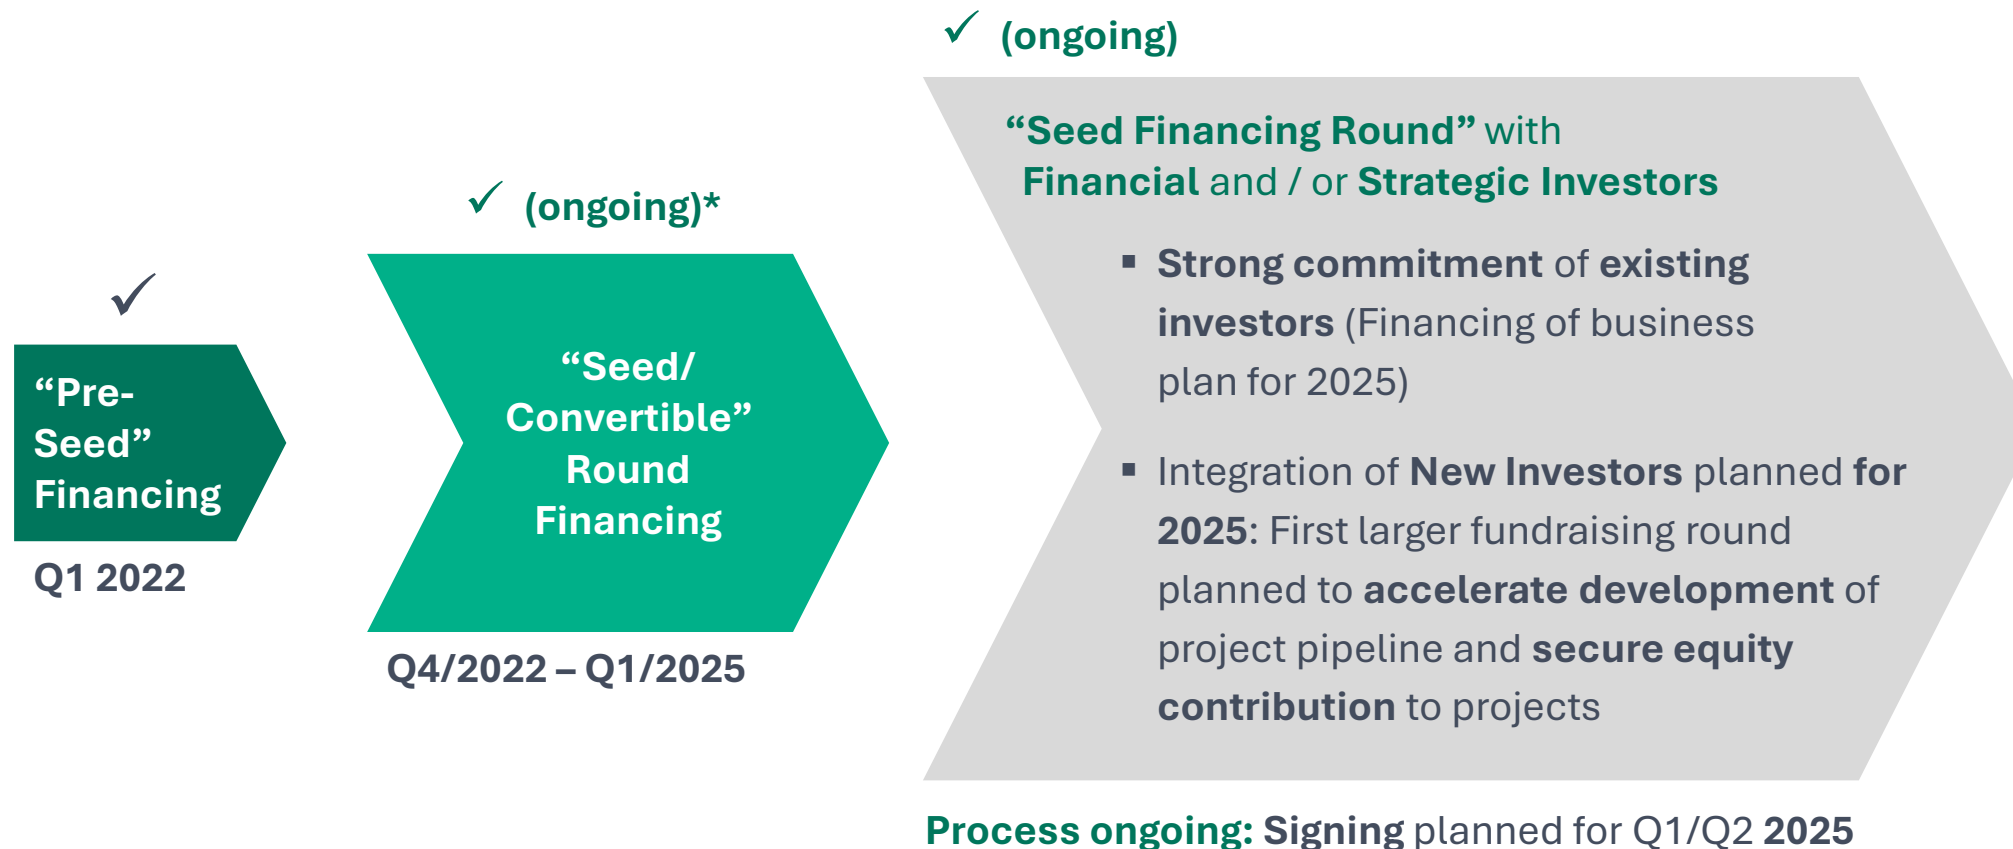 ✓
“Pre-
Seed”
Financing
Q1 2022
✓ (ongoing)*
“Seed/
Convertible”
Round
Financing
Q4/2022 – Q1/2025
✓ (ongoing)
“Seed Financing Round” with
Financial and / or Strategic Investors
▪ Strong commitment of existing
investors (Financing of business
plan for 2025)
▪ Integration of New Investors planned for
2025: First larger fundraising round
planned to accelerate development of
project pipeline and secure equity
contribution to projects
Process ongoing: Signing planned for Q1/Q2 2025